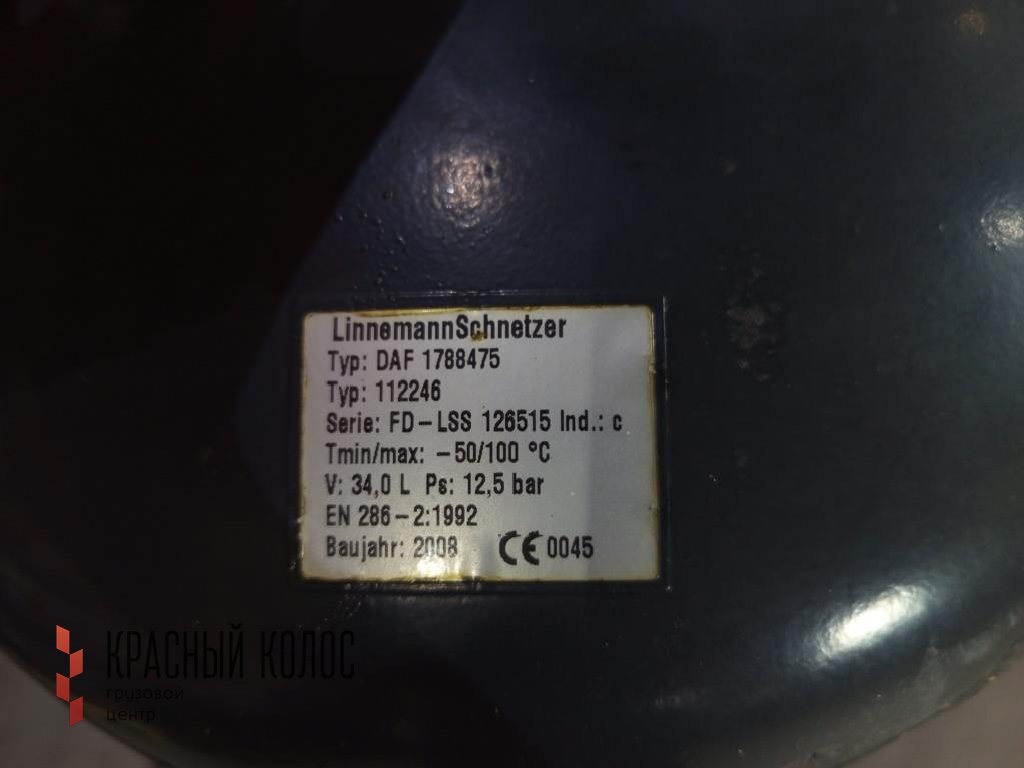 LinnemannSchnetzer
Typ: DAF 1788475
Typ: 112246
Serie: FD-LSS 126515 Ind.: c
Tmin/max: -50/100 °C
V: 34,0 L Ps: 12,5 bar
EN 286-2:1992
Baujahr: 2008 CE 0045
КРАСНЫЙ КОЛОС
грузовой
центр